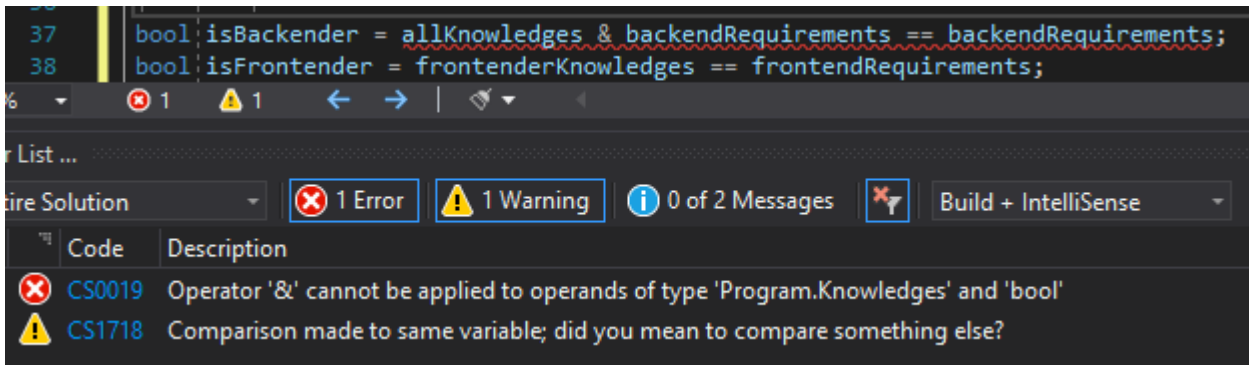 37 bool isBackender = allKnowledges & backendRequirements == backendRequirements;
38 bool isFrontender = frontenderKnowledges == frontendRequirements;
% 1 1
r List ...
tire Solution 1 Error 1 Warning 0 of 2 Messages Build + IntelliSense
Code Description
CS0019 Operator '&' cannot be applied to operands of type 'Program.Knowledges' and 'bool'
CS1718 Comparison made to same variable; did you mean to compare something else?